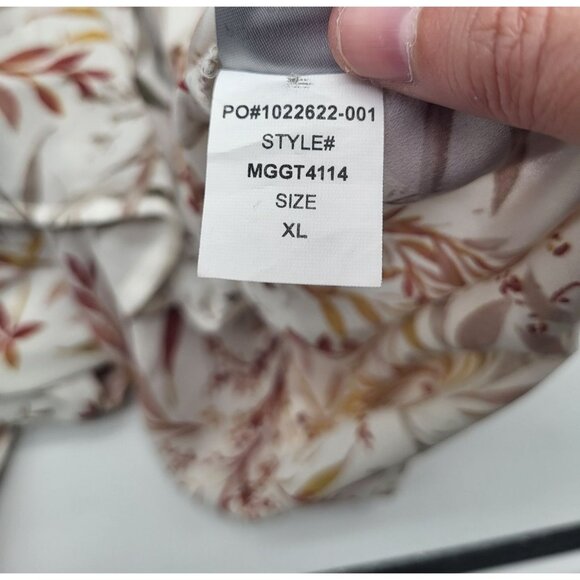 PO#1022622-001
STYLE#
MGGT4114
SIZE
XL